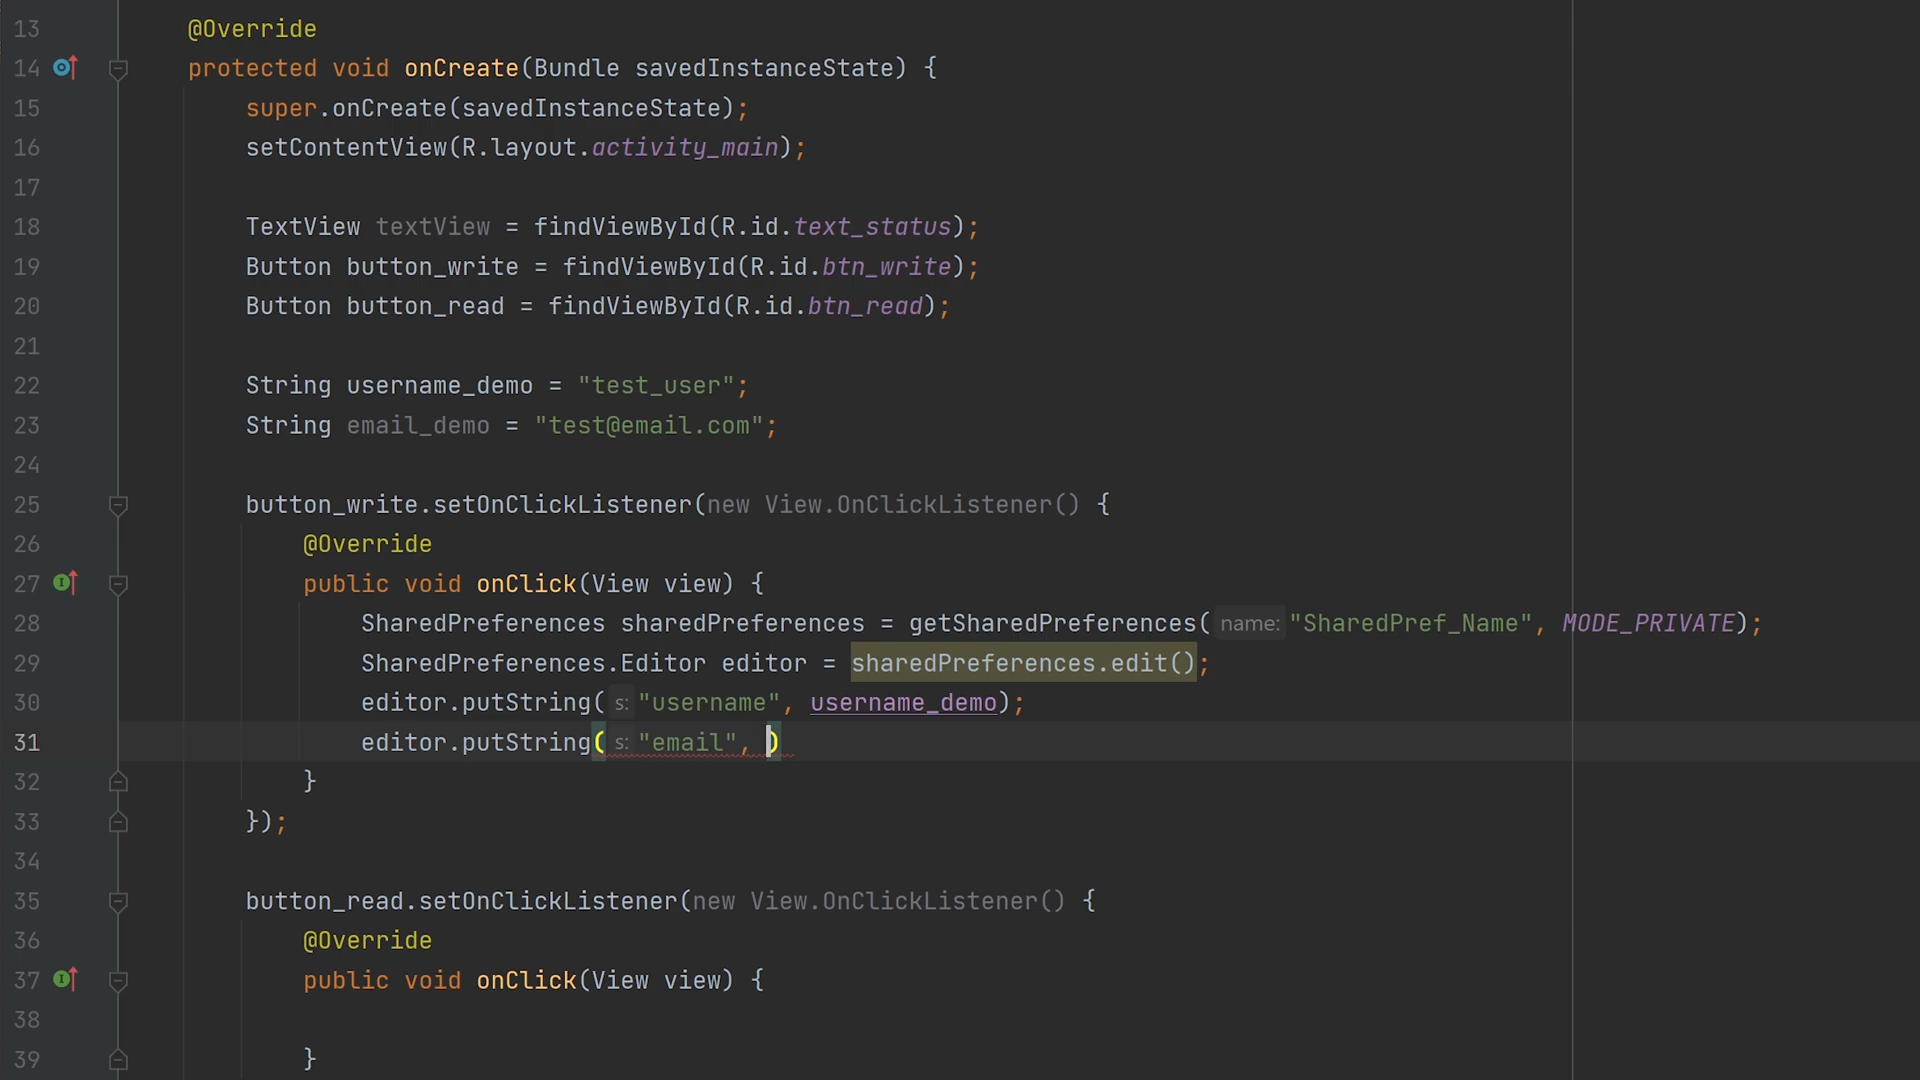 13 @Override
14 protected void onCreate(Bundle savedInstanceState) {
15 super.onCreate(savedInstanceState);
16 setContentView(R.layout.activity_main);
17
18 TextView textView = findViewById(R.id.text_status);
19 Button button_write = findViewById(R.id.btn_write);
20 Button button_read = findViewById(R.id.btn_read);
21
22 String username_demo = "test_user";
23 String email_demo = "test@email.com";
24
25 button_write.setOnClickListener(new View.OnClickListener() {
26 @Override
27 public void onClick(View view) {
28 SharedPreferences sharedPreferences = getSharedPreferences( name: "SharedPref_Name", MODE_PRIVATE);
29 SharedPreferences.Editor editor = sharedPreferences.edit();
30 editor.putString( s: "username", username_demo);
31 editor.putString( s: "email", )
32 }
33 });
34
35 button_read.setOnClickListener(new View.OnClickListener() {
36 @Override
37 public void onClick(View view) {
38
39 }